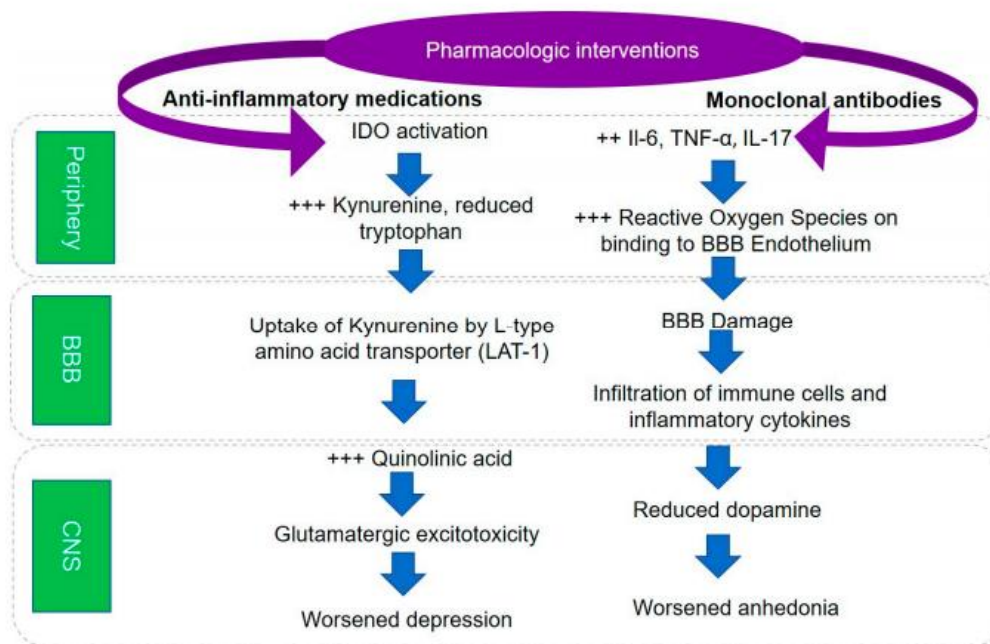 Pharmacologic interventions
Anti-inflammatory medications
Monoclonal antibodies
Periphery
IDO activation
+++ Kynurenine, reduced
tryptophan
++ Il-6, TNF-α, IL-17
+++ Reactive Oxygen Species on
binding to BBB Endothelium
BBB
Uptake of Kynurenine by L-type
amino acid transporter (LAT-1)
BBB Damage
Infiltration of immune cells and
inflammatory cytokines
CNS
+++ Quinolinic acid
Glutamatergic excitotoxicity
Worsened depression
Reduced dopamine
Worsened anhedonia